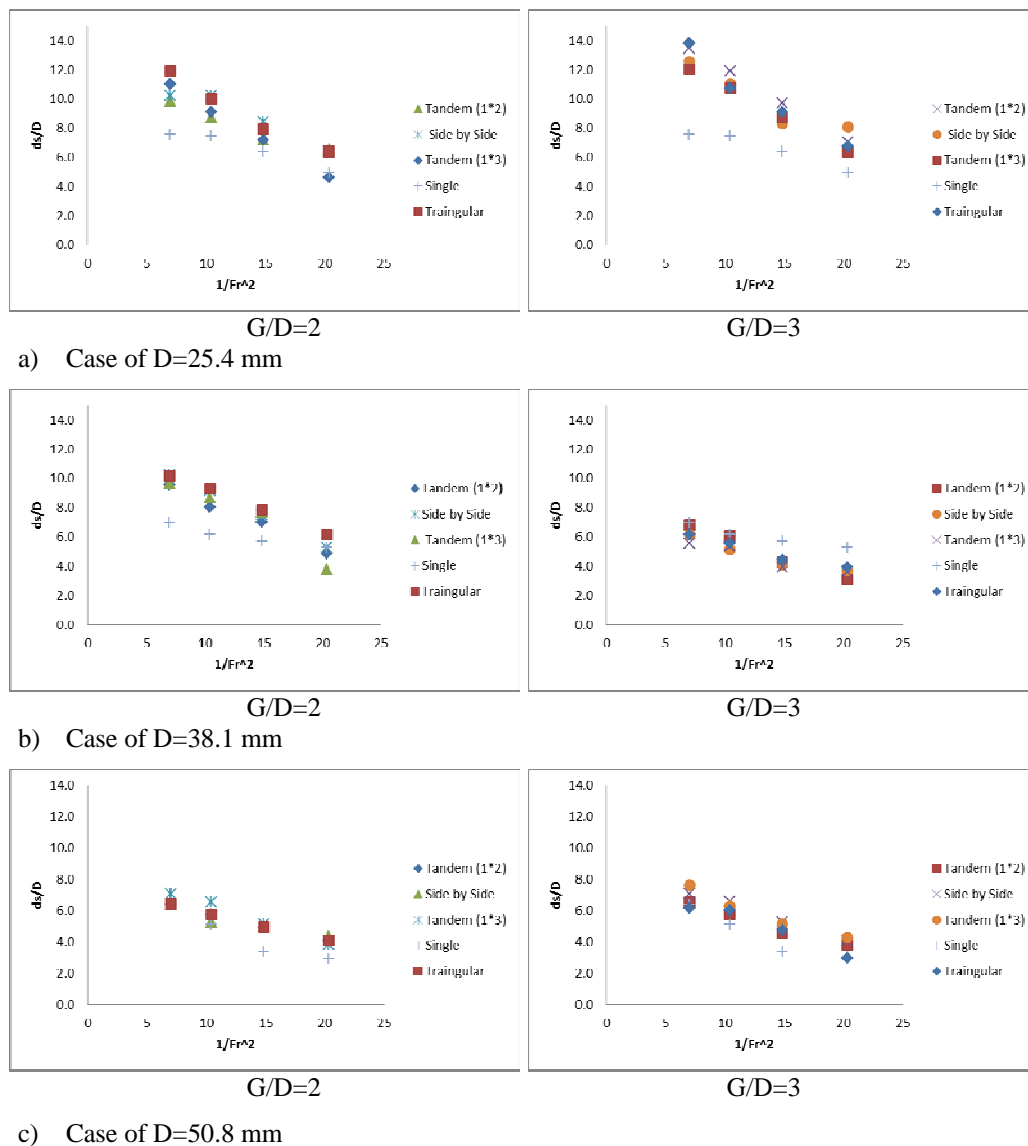 14.0
12.0
10.0
8.0
6.0
4.0
2.0
0.0
ds/D
0 5 10 15 20 25
1/Fr^2
Tandem (1*2)
Side by Side
Tandem (1*3)
Single
Traingular
14.0
12.0
10.0
8.0
6.0
4.0
2.0
0.0
ds/D
0 5 10 15 20 25
1/Fr^2
Tandem (1*2)
Side by Side
Tandem (1*3)
Single
Traingular
G/D=2 G/D=3
a) Case of D=25.4 mm
14.0
12.0
10.0
8.0
6.0
4.0
2.0
0.0
ds/D
0 5 10 15 20 25
1/Fr^2
Tandem (1*2)
Side by Side
Tandem (1*3)
Single
Traingular
14.0
12.0
10.0
8.0
6.0
4.0
2.0
0.0
ds/D
0 5 10 15 20 25
1/Fr^2
Tandem (1*2)
Side by Side
Tandem (1*3)
Single
Traingular
G/D=2 G/D=3
b) Case of D=38.1 mm
14.0
12.0
10.0
8.0
6.0
4.0
2.0
0.0
ds/D
0 5 10 15 20 25
1/Fr^2
Tandem (1*2)
Side by Side
Tandem (1*3)
Single
Traingular
14.0
12.0
10.0
8.0
6.0
4.0
2.0
0.0
ds/D
0 5 10 15 20 25
1/Fr^2
Tandem (1*2)
Side by Side
Tandem (1*3)
Single
Traingular
G/D=2 G/D=3
c) Case of D=50.8 mm